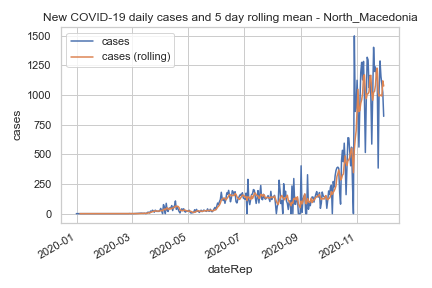 New COVID-19 daily cases and 5 day rolling mean - North_Macedonia
cases
cases (rolling)
1500
1250
1000
750
500
250
0
cases
2020-01
2020-03
2020-05
2020-07
2020-09
2020-11
dateRep